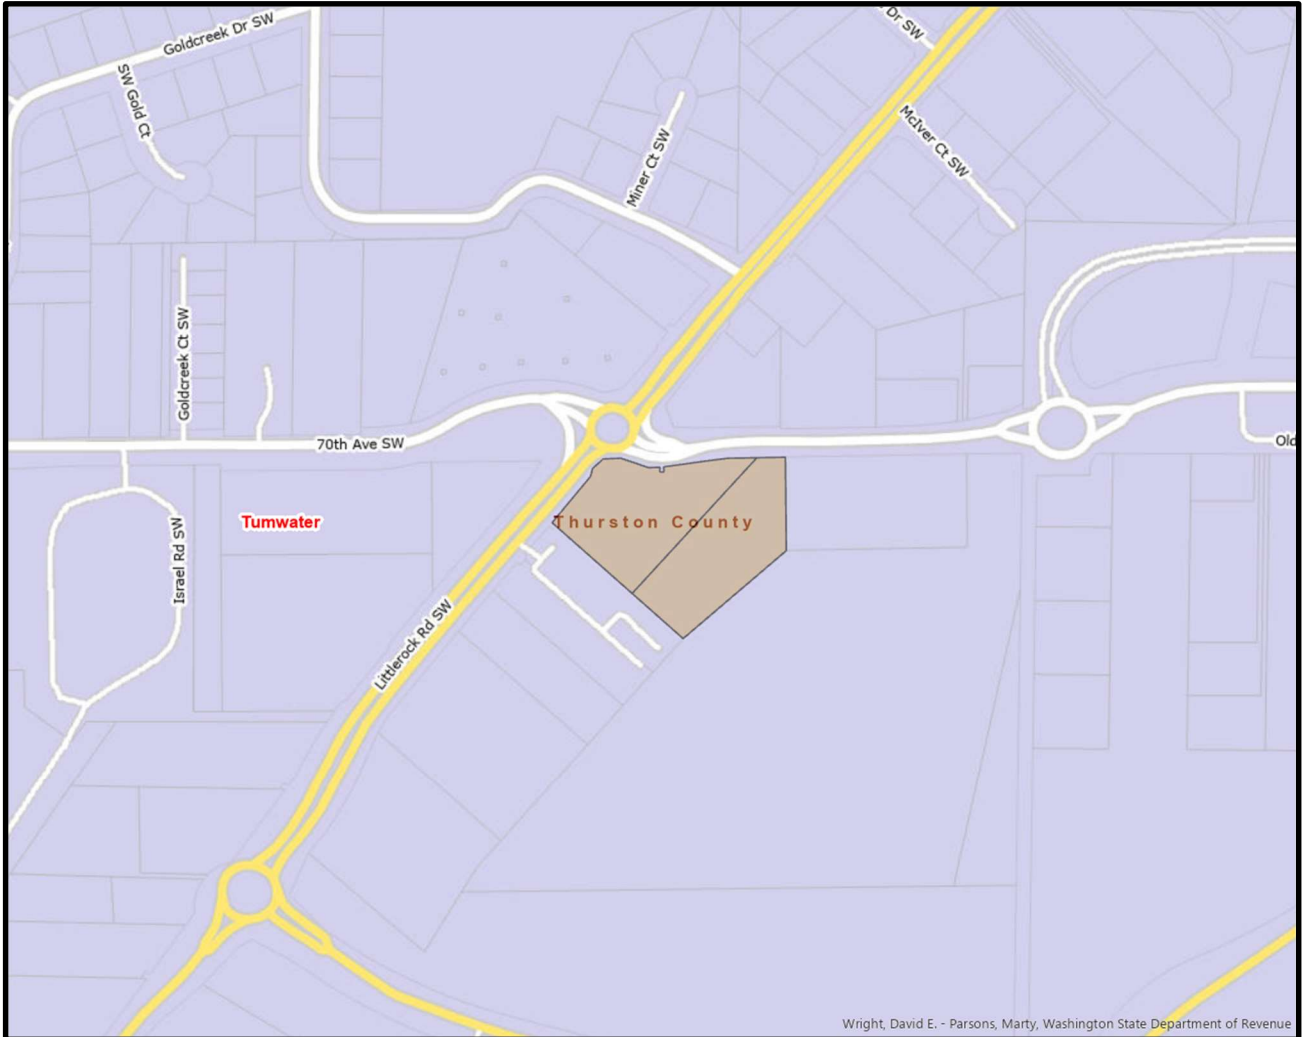 Goldcreek Dr SW
Dr SW
SW Gold Ct
McIver Ct SW
Miner Ct SW
Goldcreek Ct SW
70th Ave SW
Old
Tumwater
Thurston County
Israel Rd SW
Littlerock Rd SW
Wright, David E. - Parsons, Marty, Washington State Department of Revenue